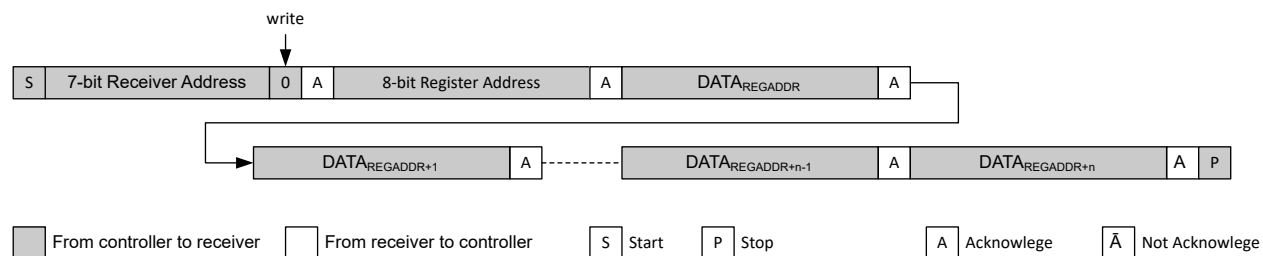 write
S 7-bit Receiver Address 0 A 8-bit Register Address A DATAREGADDR A
DATAREGADDR+1 A DATAREGADDR+n-1 A DATAREGADDR+n A P
From controller to receiver From receiver to controller S Start P Stop A Acknowlege Ā Not Acknowlege